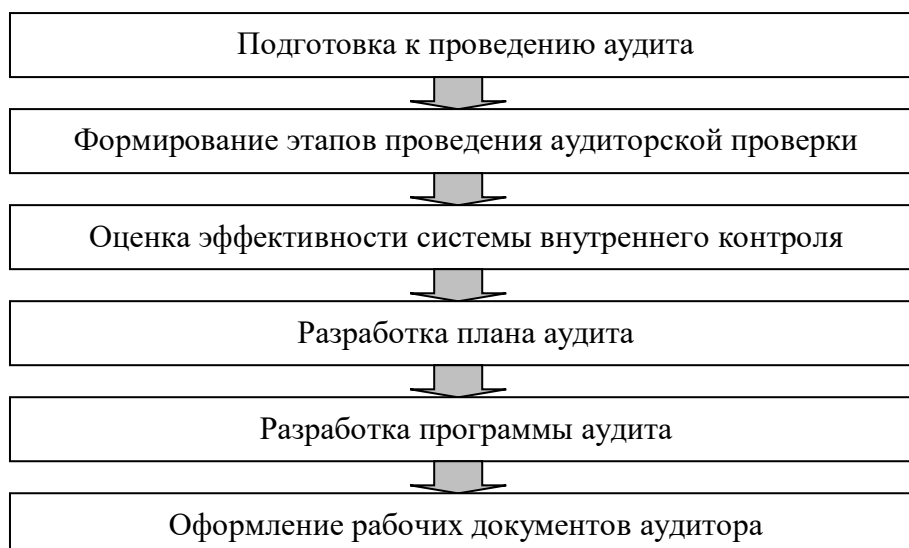 Подготовка к проведению аудита
Формирование этапов проведения аудиторской проверки
Оценка эффективности системы внутреннего контроля
Разработка плана аудита
Разработка программы аудита
Оформление рабочих документов аудитора